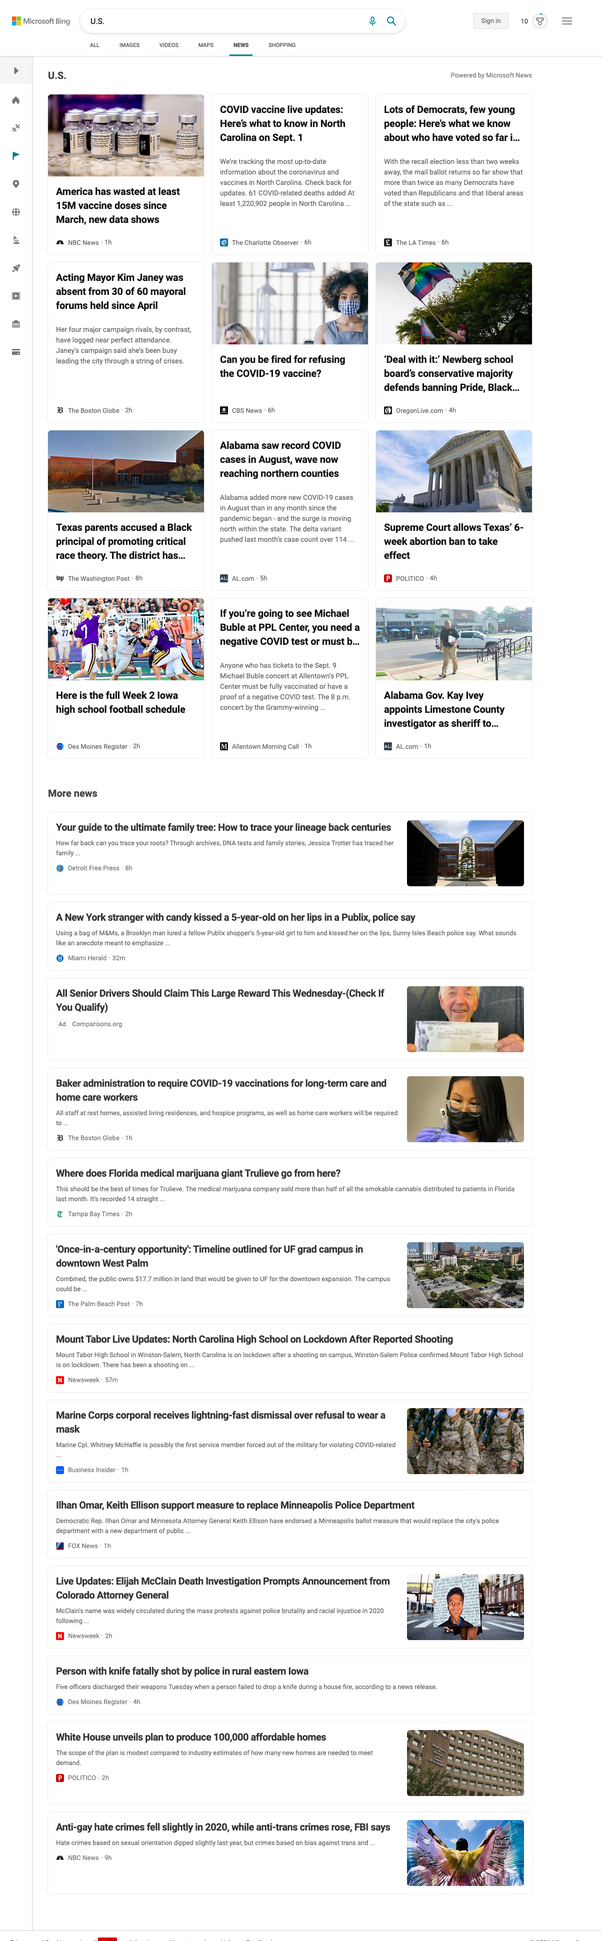 Microsoft Bing
U.S.
Sign in
10
ALL
IMAGES
VIDEOS
MAPS
NEWS
SHOPPING
U.S.
Powered by Microsoft News
America has wasted at least
15M vaccine doses since
March, new data shows
NBC News · 1h
COVID vaccine live updates:
Here's what to know in North
Carolina on Sept. 1
We're tracking the most up-to-date
information about the coronavirus and
vaccines in North Carolina. Check back for
updates. 61 COVID-related deaths added At
least 1,220,902 people in North Carolina ...
The Charlotte Observer · 6h
Lots of Democrats, few young
people: Here's what we know
about who have voted so far i...
With the recall election less than two weeks
away, the mail ballot returns so far show that
more than twice as many Democrats have
voted than Republicans and that liberal areas
of the state such as ...
The LA Times · 6h
Acting Mayor Kim Janey was
absent from 30 of 60 mayoral
forums held since April
Her four major campaign rivals, by contrast,
have logged near perfect attendance.
Janey's campaign said she's been busy
leading the city through a string of crises.
The Boston Globe · 2h
Can you be fired for refusing
the COVID-19 vaccine?
CBS News · 6h
'Deal with it:' Newberg school
board's conservative majority
defends banning Pride, Black...
OregonLive.com · 4h
Texas parents accused a Black
principal of promoting critical
race theory. The district has...
The Washington Post · 8h
Alabama saw record COVID
cases in August, wave now
reaching northern counties
Alabama added more new COVID-19 cases
in August than in any month since the
pandemic began - and the surge is moving
north within the state. The delta variant
pushed last month's case count over 114 ...
AL.com · 5h
Supreme Court allows Texas' 6-
week abortion ban to take
effect
POLITICO · 4h
Here is the full Week 2 Iowa
high school football schedule
Des Moines Register · 2h
If you're going to see Michael
Buble at PPL Center, you need a
negative COVID test or must b...
Anyone who has tickets to the Sept. 9
Michael Buble concert at Allentown's PPL
Center must be fully vaccinated or have a
proof of a negative COVID test. The 8 p.m.
concert by the Grammy-winning ...
Allentown Morning Call · 1h
Alabama Gov. Kay Ivey
appoints Limestone County
investigator as sheriff to...
AL.com · 1h
More news
Your guide to the ultimate family tree: How to trace your lineage back centuries
How far back can you trace your roots? Through archives, DNA tests and family stories, Jessica Trotter has traced her
family ...
Detroit Free Press · 8h
A New York stranger with candy kissed a 5-year-old on her lips in a Publix, police say
Using a bag of M&Ms, a Brooklyn man lured a fellow Publix shopper's 5-year-old girl to him and kissed her on the lips, Sunny Isles Beach police say. What sounds
like an anecdote meant to emphasize ...
Miami Herald · 32m
All Senior Drivers Should Claim This Large Reward This Wednesday-(Check If
You Qualify)
Ad Comparisons.org
Baker administration to require COVID-19 vaccinations for long-term care and
home care workers
All staff at rest homes, assisted living residences, and hospice programs, as well as home care workers will be required
to ...
The Boston Globe · 1h
Where does Florida medical marijuana giant Trulieve go from here?
This should be the best of times for Trulieve. The medical marijuana company sold more than half of all the smokable cannabis distributed to patients in Florida
last month. It's recorded 14 straight ...
Tampa Bay Times · 2h
'Once-in-a-century opportunity': Timeline outlined for UF grad campus in
downtown West Palm
Combined, the public owns $17.7 million in land that would be given to UF for the downtown expansion. The campus
could be ...
The Palm Beach Post · 7h
Mount Tabor Live Updates: North Carolina High School on Lockdown After Reported Shooting
Mount Tabor High School in Winston-Salem, North Carolina is on lockdown after a shooting on campus, Winston-Salem Police confirmed.Mount Tabor High School
is on lockdown. There has been a shooting on ...
Newsweek · 57m
Marine Corps corporal receives lightning-fast dismissal over refusal to wear a
mask
Marine Cpl. Whitney McHaffie is possibly the first service member forced out of the military for violating COVID-related
...
Business Insider · 1h
Ilhan Omar, Keith Ellison support measure to replace Minneapolis Police Department
Democratic Rep. Ilhan Omar and Minnesota Attorney General Keith Ellison have endorsed a Minneapolis ballot measure that would replace the city's police
department with a new department of public ...
FOX News · 1h
Live Updates: Elijah McClain Death Investigation Prompts Announcement from
Colorado Attorney General
McClain's name was widely circulated during the mass protests against police brutality and racial injustice in 2020
following ...
Newsweek · 2h
Person with knife fatally shot by police in rural eastern Iowa
Five officers discharged their weapons Tuesday when a person failed to drop a knife during a house fire, according to a news release.
Des Moines Register · 4h
White House unveils plan to produce 100,000 affordable homes
The scope of the plan is modest compared to industry estimates of how many new homes are needed to meet
demand.
POLITICO · 2h
Anti-gay hate crimes fell slightly in 2020, while anti-trans crimes rose, FBI says
Hate crimes based on sexual orientation dipped slightly last year, but crimes based on bias against trans and ...
NBC News · 9h